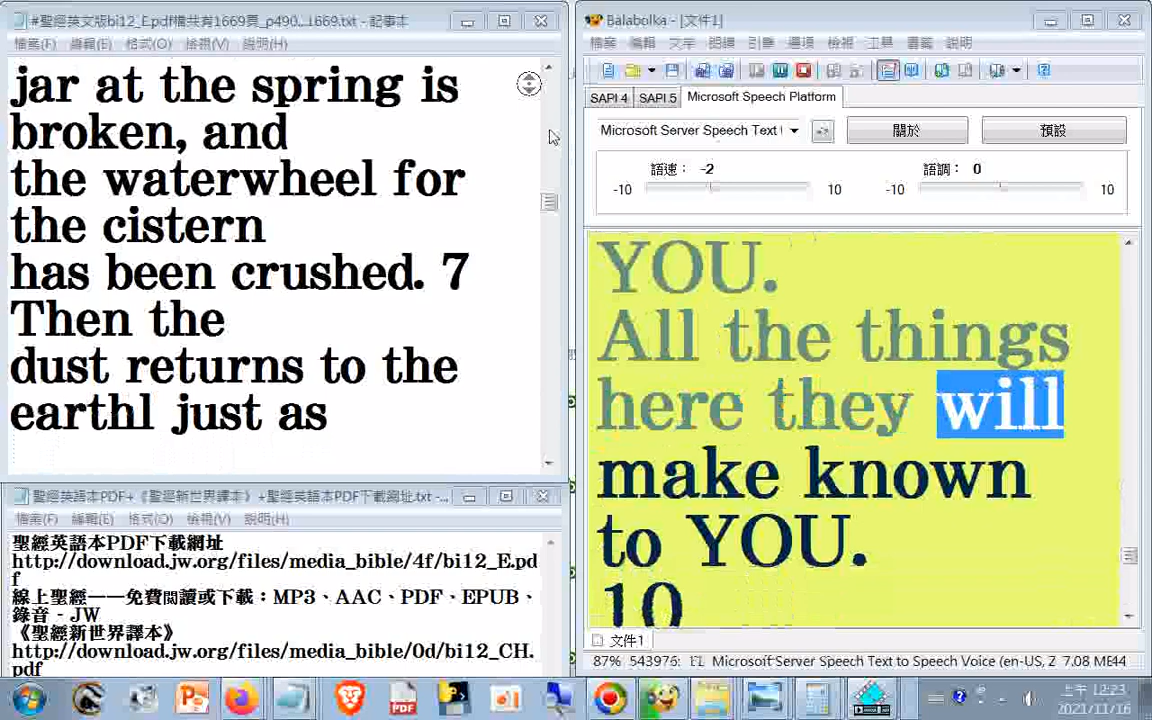 #聖經英文版bi12_E.pdf檔共有1669頁_p490...1669.txt - 記事本
檔案(F) 編輯(E) 格式(O) 檢視(V) 說明(H)
jar at the spring is
broken, and
the waterwheel for
the cistern
has been crushed. 7
Then the
dust returns to the
earthl just as
聖經英語本PDF+《聖經新世界譯本》+聖經英語本PDF下載網址.txt - ...
檔案(F) 編輯(E) 格式(O) 檢視(V) 說明(H)
聖經英語本PDF下載網址
http://download.jw.org/files/media_bible/4f/bi12_E.pd
f
線上聖經——免費閱讀或下載：MP3、AAC、PDF、EPUB、
錄音 - JW
《聖經新世界譯本》
http://download.jw.org/files/media_bible/0d/bi12_CH.
pdf
Balabolka - [文件1]
檔案 編輯 文字 朗讀 引擎 選項 檢視 工具 書籤 說明
SAPI 4 SAPI 5 Microsoft Speech Platform
Microsoft Server Speech Text 關於 預設
語速： -2 語調： 0
-10 10 -10 10
YOU.
All the things
here they will
make known
to YOU.
10
文件1
87% 543976: Microsoft Server Speech Text to Speech Voice (en-US, Z 7.08 ME44
上午 12:23
2021/11/16